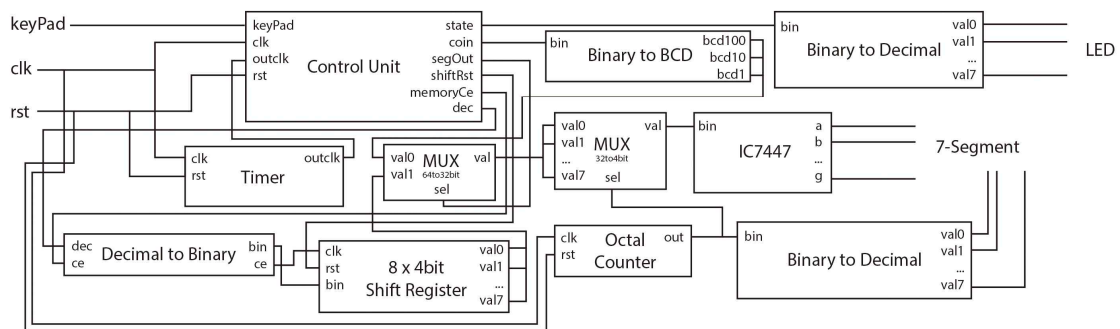 keyPad
clk
rst
keyPad
clk
outclk
rst
Control Unit
state
coin
segOut
shiftRst
memoryCe
dec
bin
Binary to BCD
bcd100
bcd10
bcd1
bin
Binary to Decimal
val0
val1
...
val7
LED
clk
rst
Timer
outclk
val0
val1
MUX
64to32bit
sel
val
val0
val1
...
val7
MUX
32to4bit
sel
val
bin
IC7447
a
b
...
g
7-Segment
dec
ce
Decimal to Binary
bin
ce
clk
rst
bin
8 x 4bit
Shift Register
val0
val1
...
val7
clk
rst
Octal
Counter
out
bin
Binary to Decimal
val0
val1
...
val7